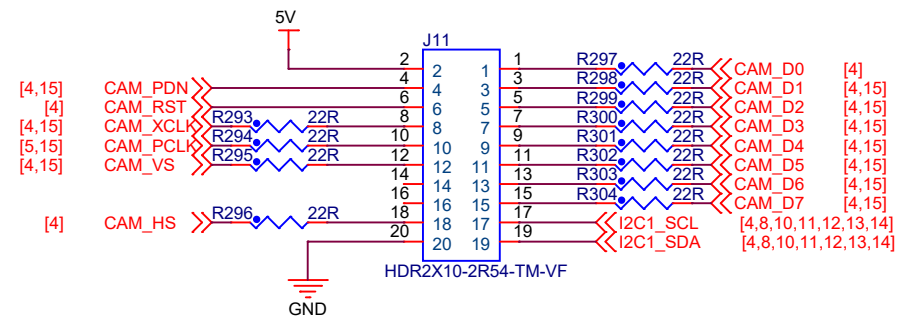 5V
J11
2 2 1 1 R297 22R CAM_D0 [4]
[4,15] CAM_PDN 4 4 3 3 R298 22R CAM_D1 [4,15]
[4] CAM_RST 6 6 5 5 R299 22R CAM_D2 [4,15]
[4,15] CAM_XCLK R293 22R 8 8 7 7 R300 22R CAM_D3 [4,15]
[5,15] CAM_PCLK R294 22R 10 10 9 9 R301 22R CAM_D4 [4,15]
[4,15] CAM_VS R295 22R 12 12 11 11 R302 22R CAM_D5 [4,15]
14 14 13 13 R303 22R CAM_D6 [4,15]
16 16 15 15 R304 22R CAM_D7 [4,15]
[4] CAM_HS R296 22R 18 18 17 17 I2C1_SCL [4,8,10,11,12,13,14]
20 20 19 19 I2C1_SDA [4,8,10,11,12,13,14]
HDR2X10-2R54-TM-VF
GND